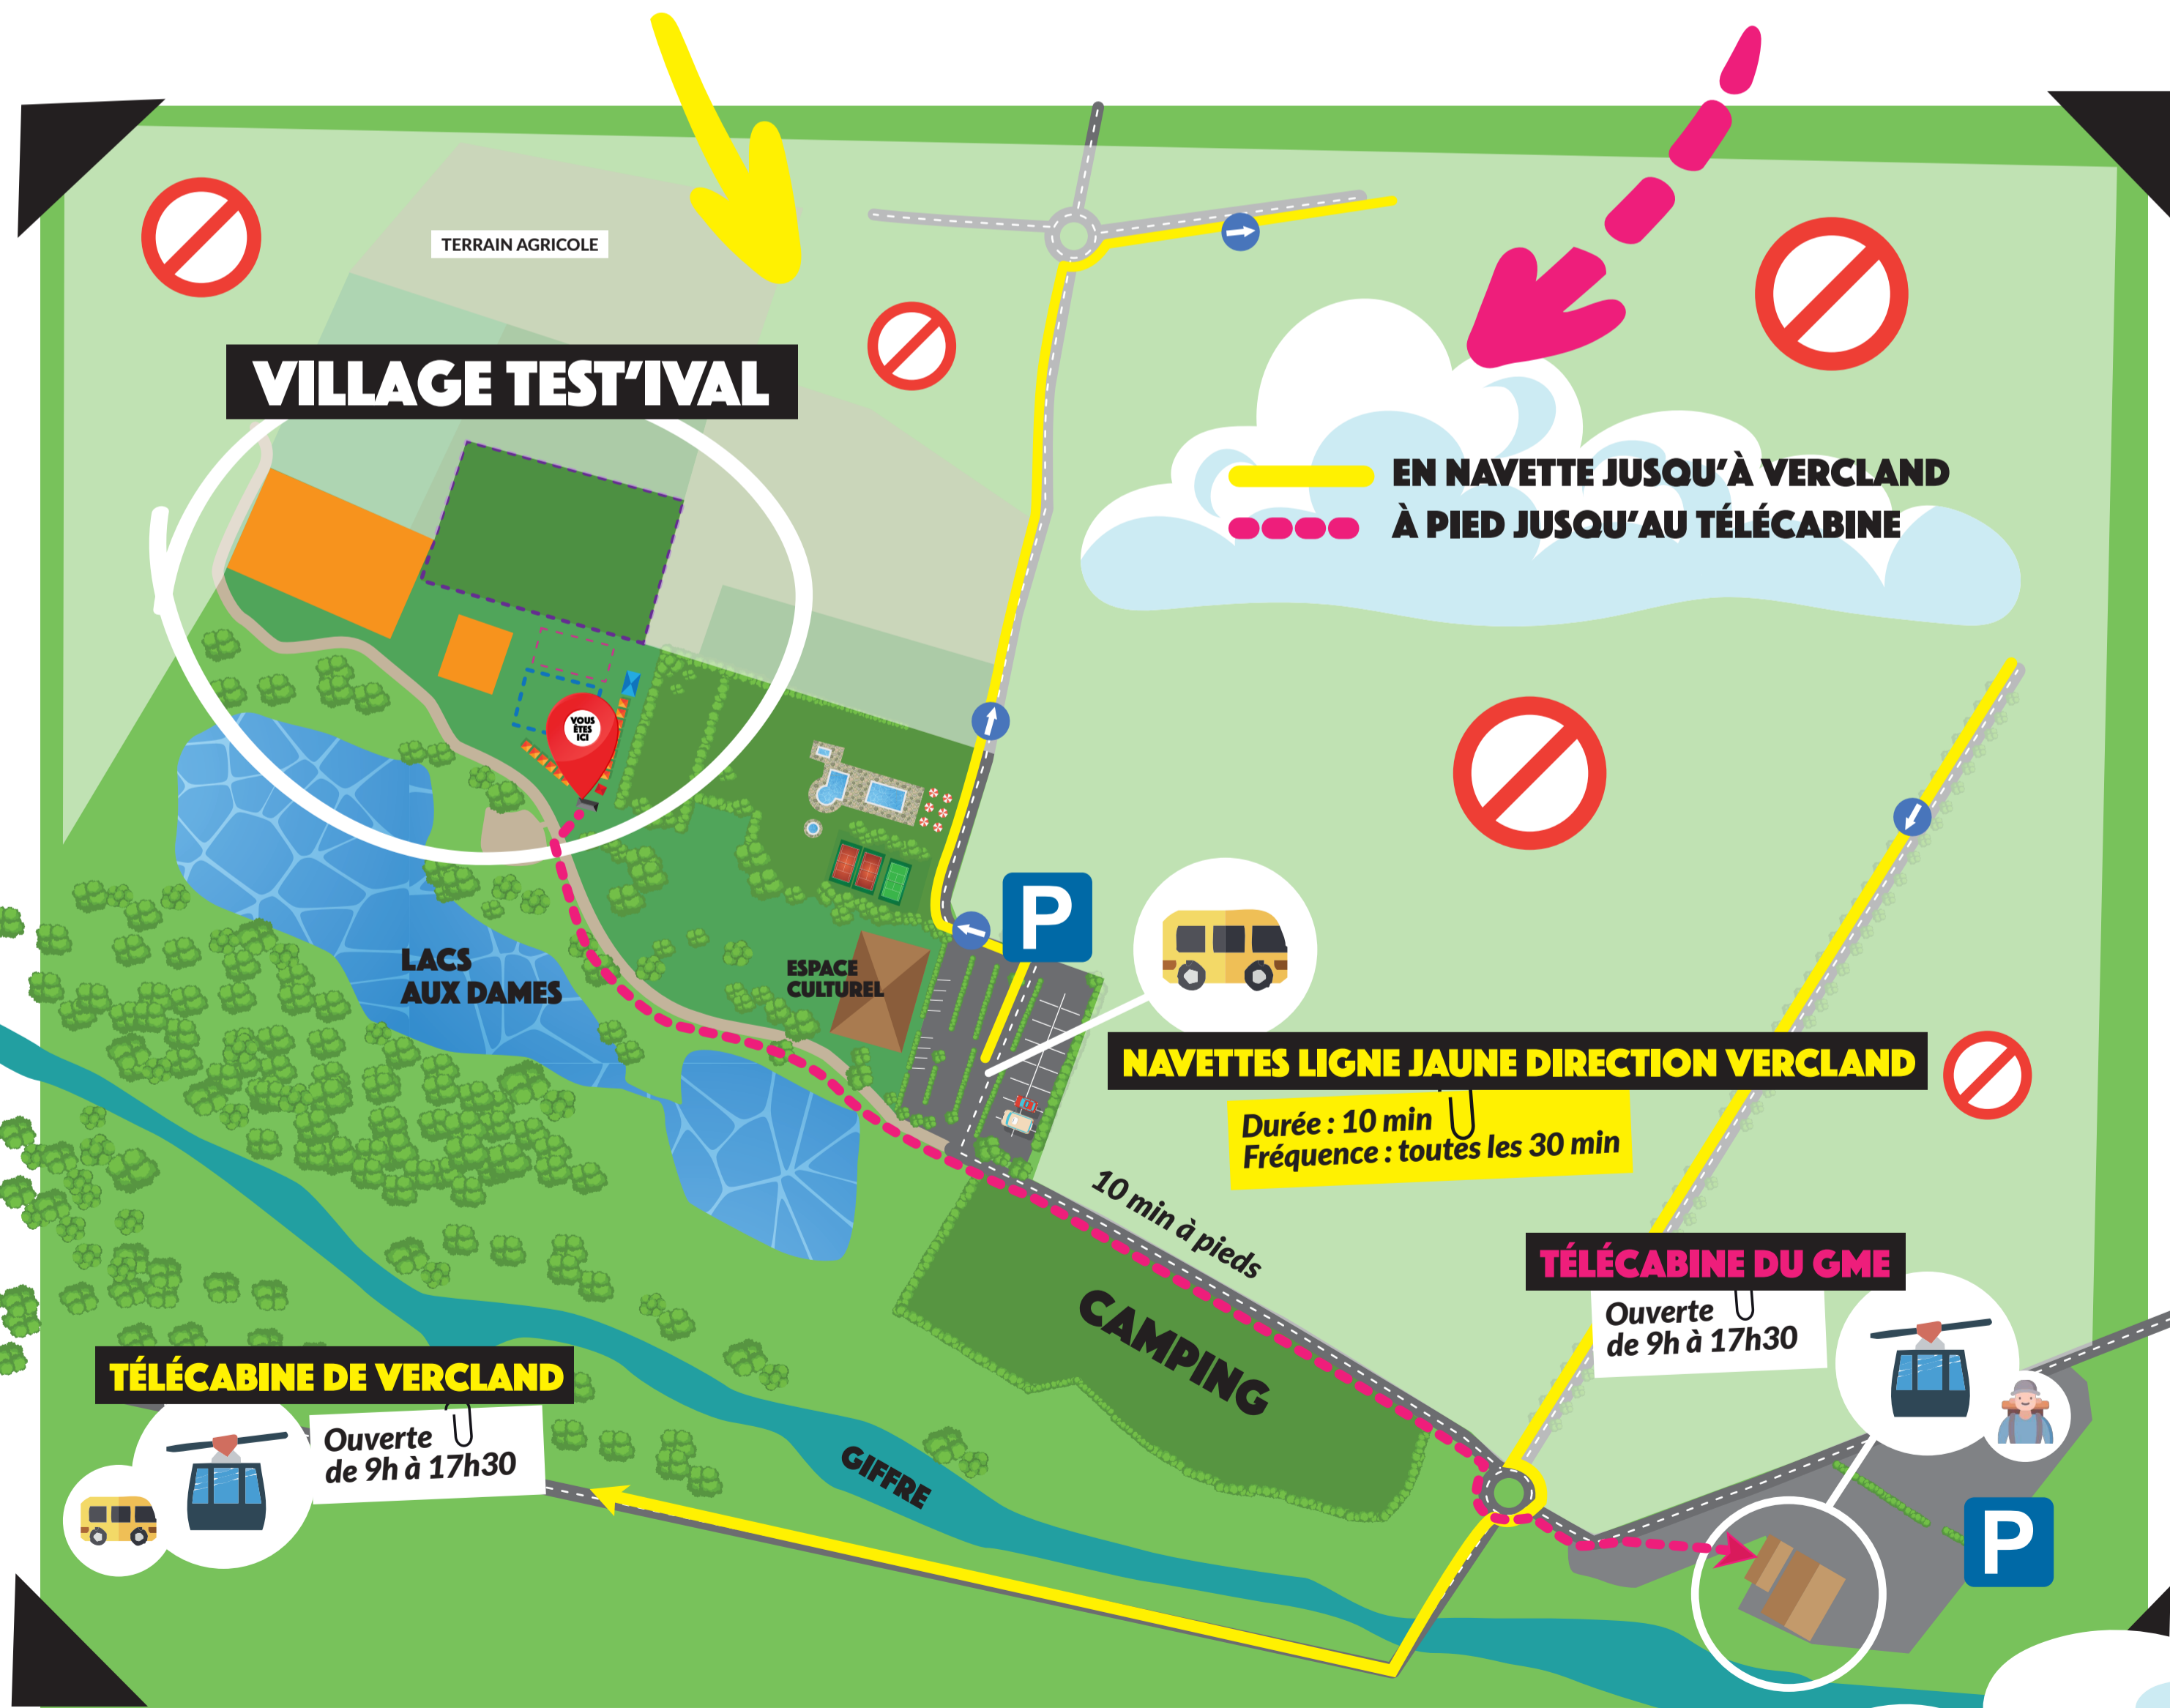 TERRAIN AGRICOLE
VILLAGE TEST'IVAL
EN NAVETTE JUSQU'À VERCLAND
À PIED JUSQU'AU TÉLÉCABINE
VOUS
ÊTES
ICI
P
LACS
AUX DAMES
ESPACE
CULTUREL
NAVETTES LIGNE JAUNE DIRECTION VERCLAND
Durée : 10 min
Fréquence : toutes les 30 min
10 min à pieds
CAMPING
TÉLÉCABINE DU GME
Ouverte
de 9h à 17h30
TÉLÉCABINE DE VERCLAND
Ouverte
de 9h à 17h30
GIFFRE
P